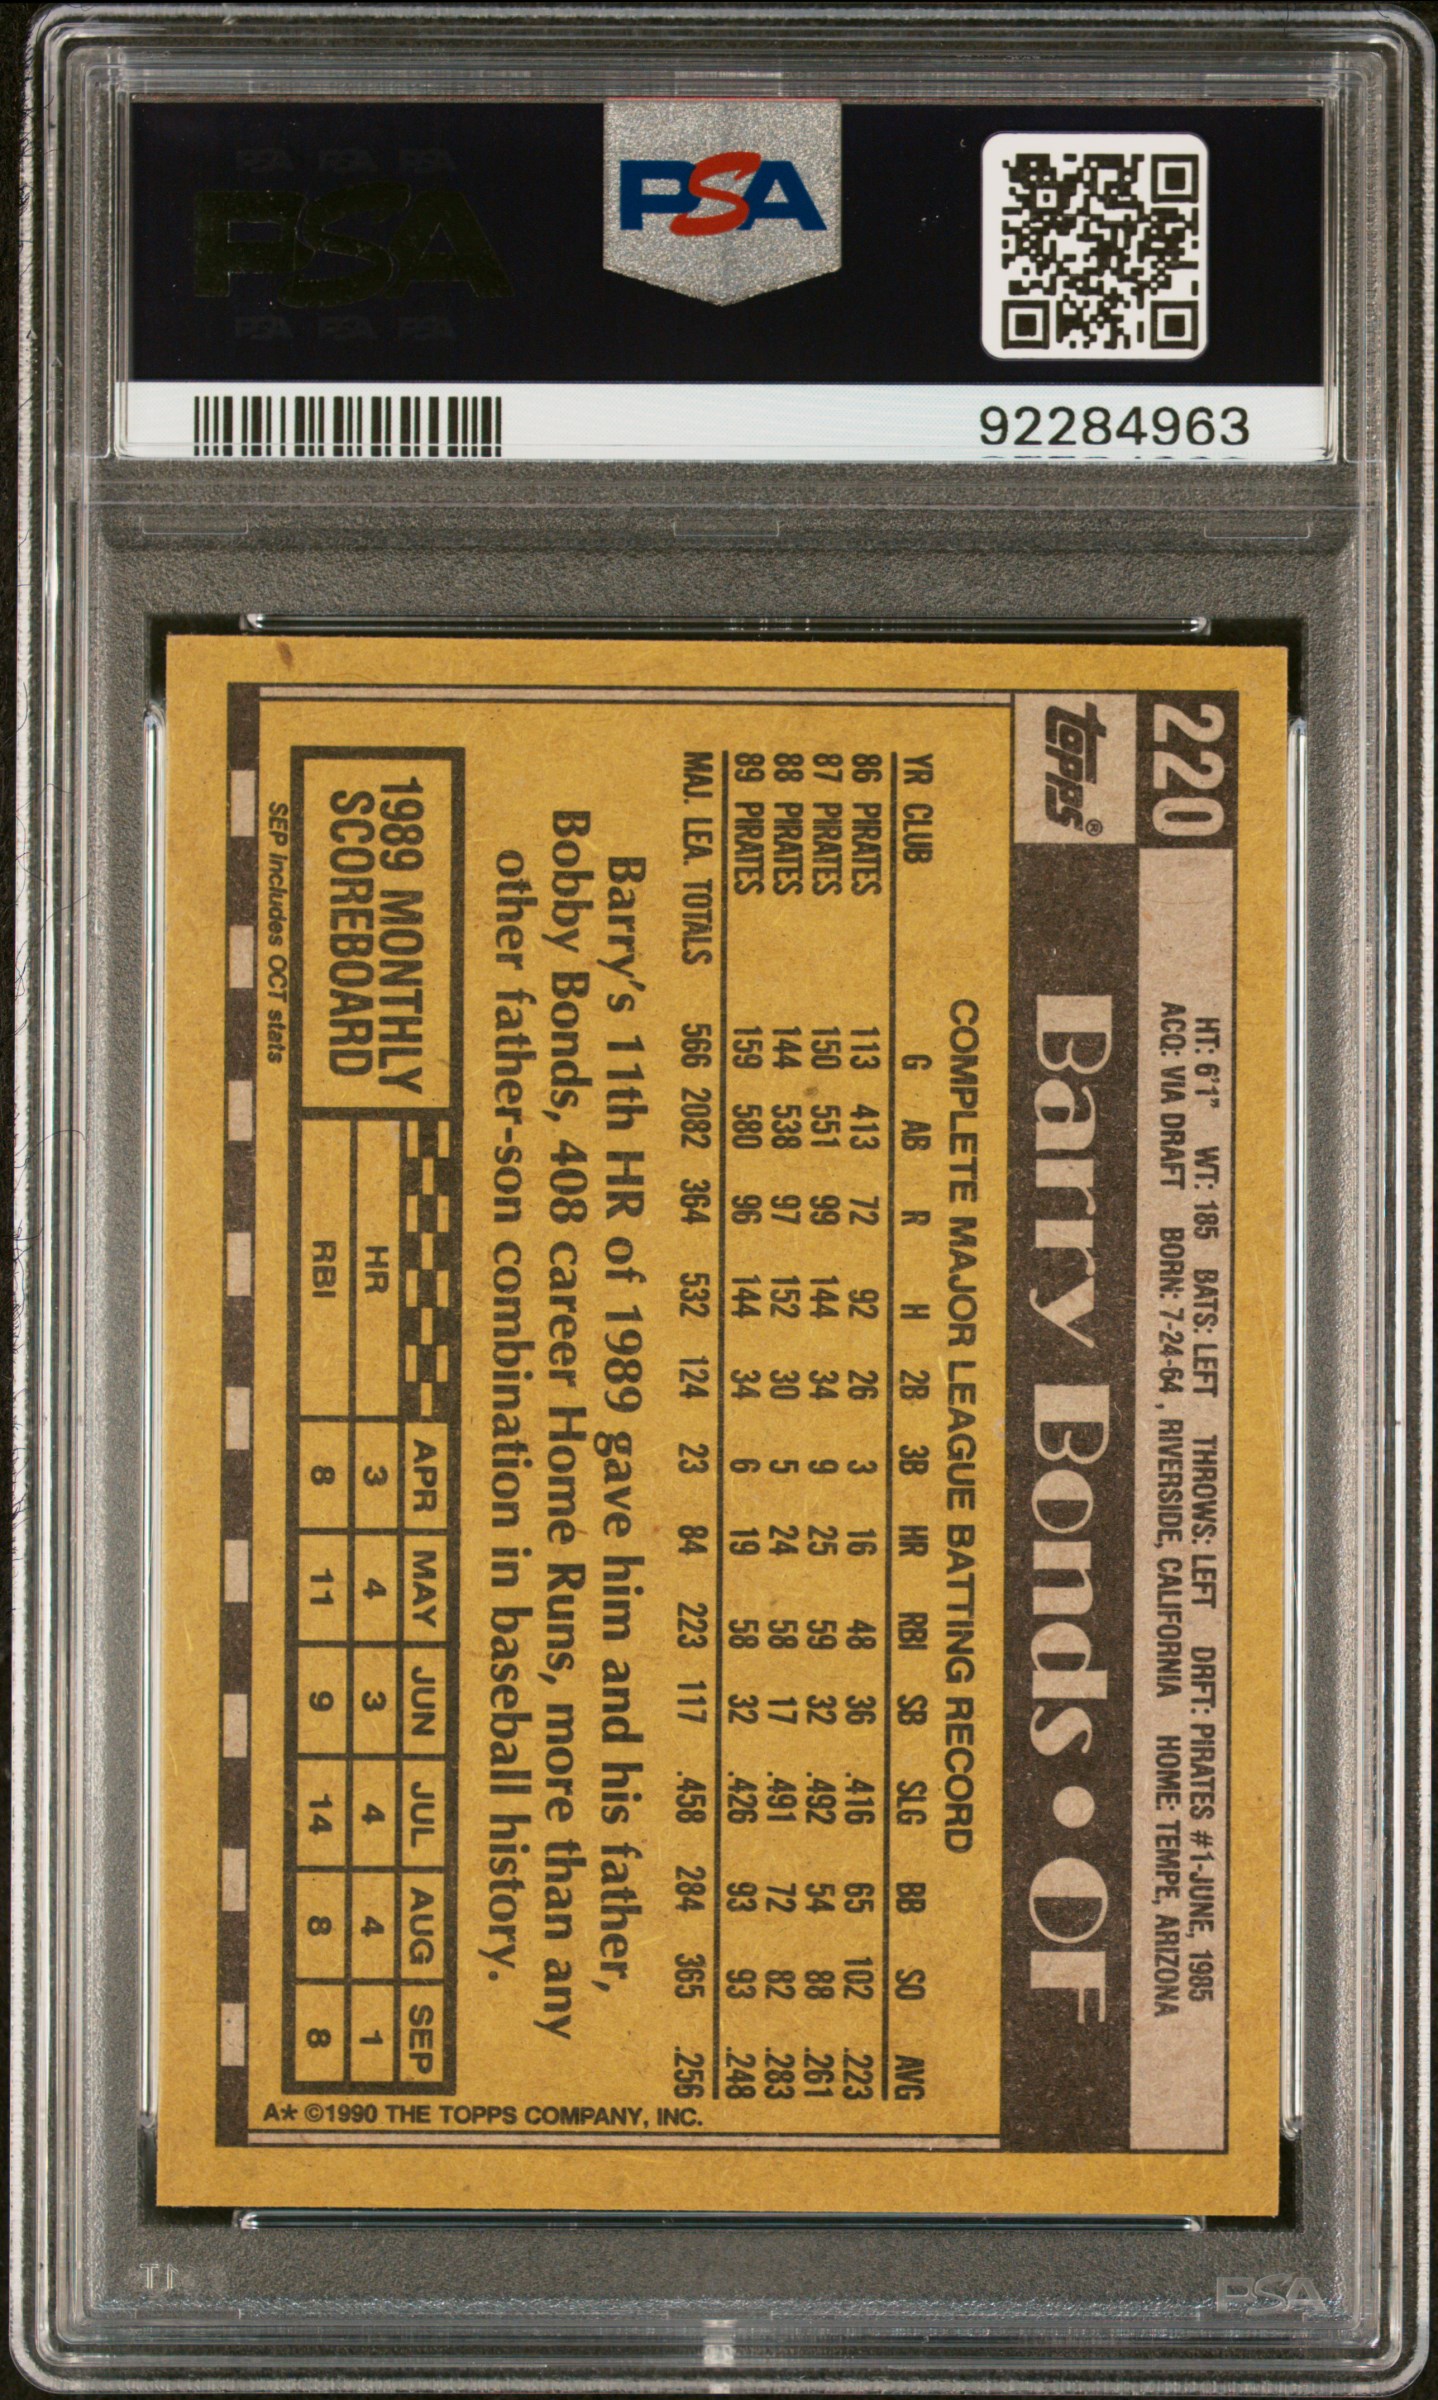 PSA PSA PSA
PSA
PSA PSA PSA
PSA
92284963
220
topps®
HT: 6'1" WT: 185 BATS: LEFT THROWS: LEFT DRFT: PIRATES #1-JUNE, 1985
ACQ: VIA DRAFT BORN: 7-24-64, RIVERSIDE, CALIFORNIA HOME: TEMPE, ARIZONA
Barry Bonds • OF
COMPLETE MAJOR LEAGUE BATTING RECORD
YR CLUB G AB R H 2B 3B HR RBI SB SLG BB SO AVG
86 PIRATES 113 413 72 92 26 3 16 48 36 .416 65 102 .223
87 PIRATES 150 551 99 144 34 9 25 59 32 .492 54 88 .261
88 PIRATES 144 538 97 152 30 5 24 58 17 .491 72 82 .283
89 PIRATES 159 580 96 144 34 6 19 58 32 .426 93 93 .248
MAJ. LEA. TOTALS 566 2082 364 532 124 23 84 223 117 .458 284 365 .256
Barry's 11th HR of 1989 gave him and his father,
Bobby Bonds, 408 career Home Runs, more than any
other father-son combination in baseball history.
1989 MONTHLY
SCOREBOARD
APR MAY JUN JUL AUG SEP
HR 3 4 3 4 4 1
RBI 8 11 9 14 8 8
SEP includes OCT stats
A* ©1990 THE TOPPS COMPANY, INC.
PSA